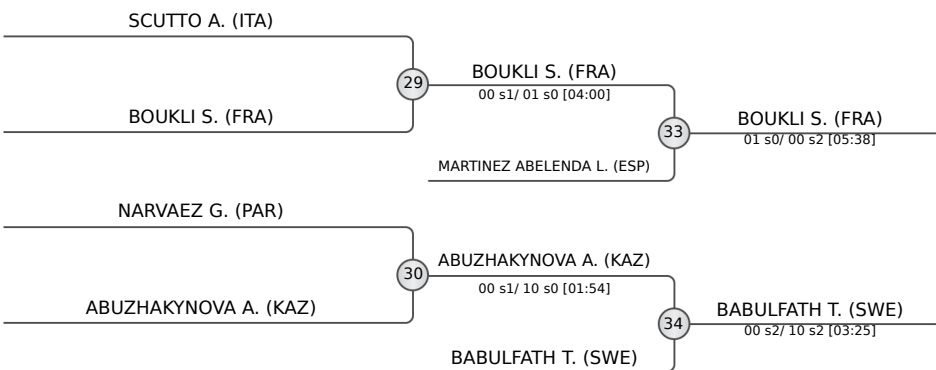 SCUTTO A. (ITA)
29
BOUKLI S. (FRA)
00 s1/ 01 s0 [04:00]
BOUKLI S. (FRA)
33
BOUKLI S. (FRA)
01 s0/ 00 s2 [05:38]
MARTINEZ ABELENDA L. (ESP)
NARVAEZ G. (PAR)
30
ABUZHAKYNOVA A. (KAZ)
00 s1/ 10 s0 [01:54]
ABUZHAKYNOVA A. (KAZ)
34
BABULFATH T. (SWE)
00 s2/ 10 s2 [03:25]
BABULFATH T. (SWE)